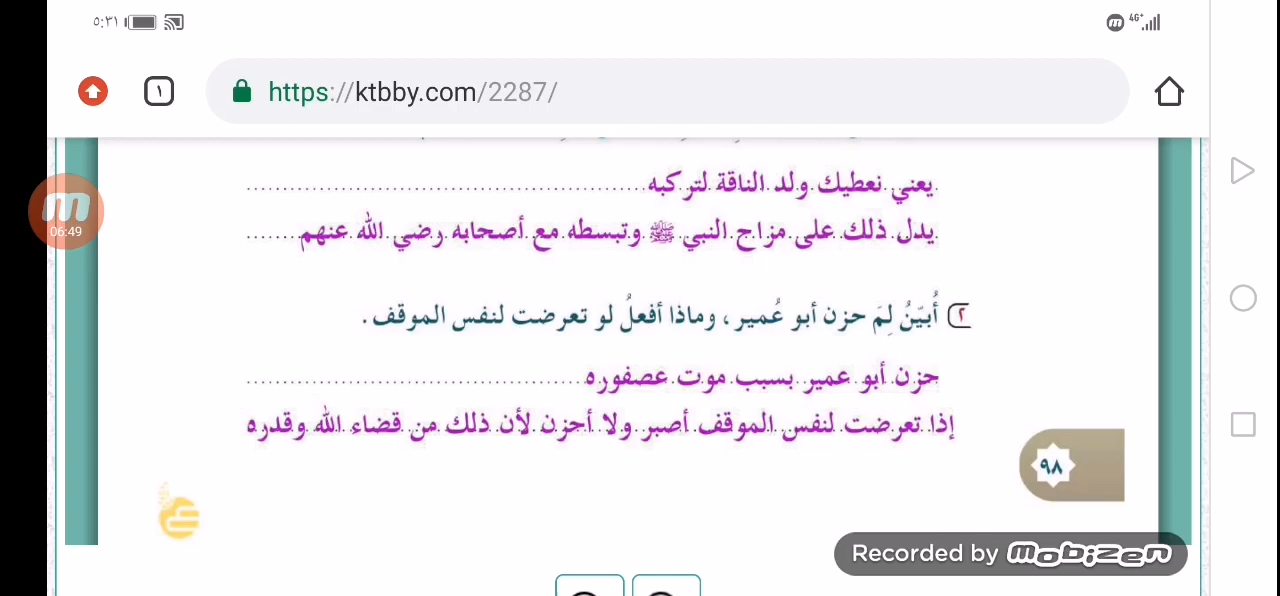 ٥:٣١
4G+
١
https://ktbby.com/2287/
يعني نعطيك ولد الناقة لتركبه
يدل ذلك على مزاح النبي ﷺ وتبسطه مع أصحابه رضي الله عنهم
٢ أُبيّنُ لِمَ حزن أبو عُمير ، وماذا أفعلُ لو تعرضت لنفس الموقف .
حزن أبو عمير بسبب موت عصفوره
إذا تعرضت لنفس الموقف أصبر ولا أحزن لأن ذلك من قضاء الله وقدره
٩٨
06:49
Recorded by mobizen